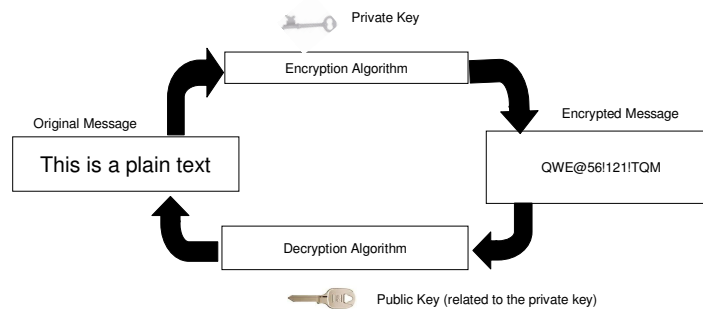 Private Key
Encryption Algorithm
Original Message
Encrypted Message
This is a plain text
QWE@56!121!TQM
Decryption Algorithm
Public Key (related to the private key)